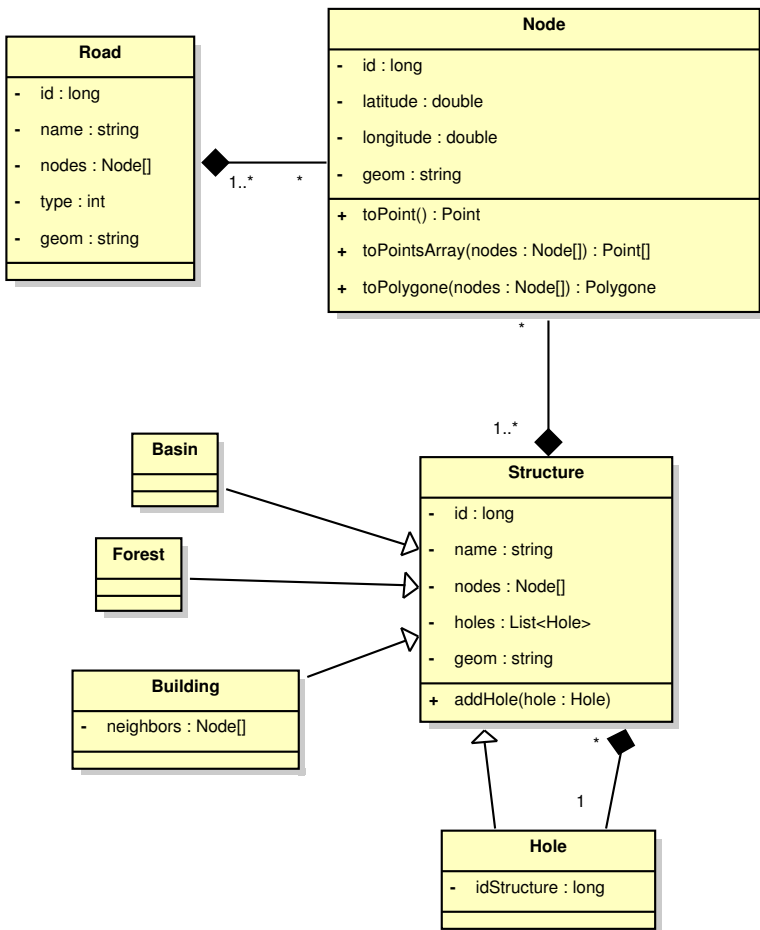 Road
- id : long
- name : string
- nodes : Node[]
- type : int
- geom : string
1..* *
Node
- id : long
- latitude : double
- longitude : double
- geom : string
+ toPoint() : Point
+ toPointsArray(nodes : Node[]) : Point[]
+ toPolygone(nodes : Node[]) : Polygone
*
1..*
Basin
Forest
Building
- neighbors : Node[]
Structure
- id : long
- name : string
- nodes : Node[]
- holes : List<Hole>
- geom : string
+ addHole(hole : Hole)
*
1
Hole
- idStructure : long